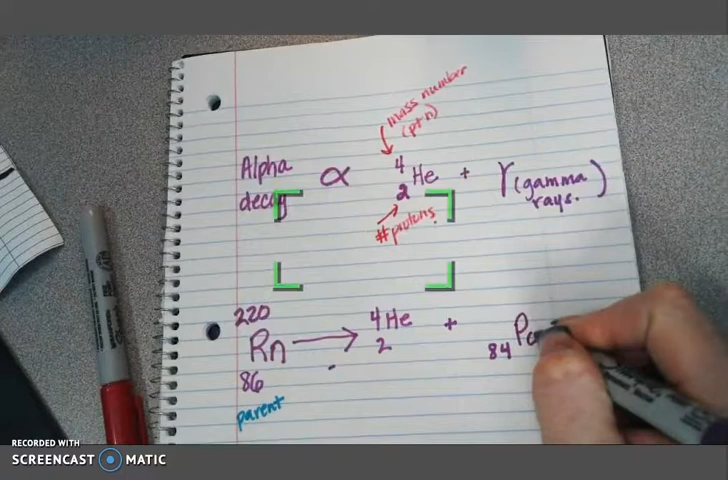 mass number
(p+n)
Alpha decay α 4 2 He + γ (gamma rays.)
# protons.
220 86 Rn → 4 2 He + 84 Po
parent
RECORDED WITH
SCREENCAST MATIC